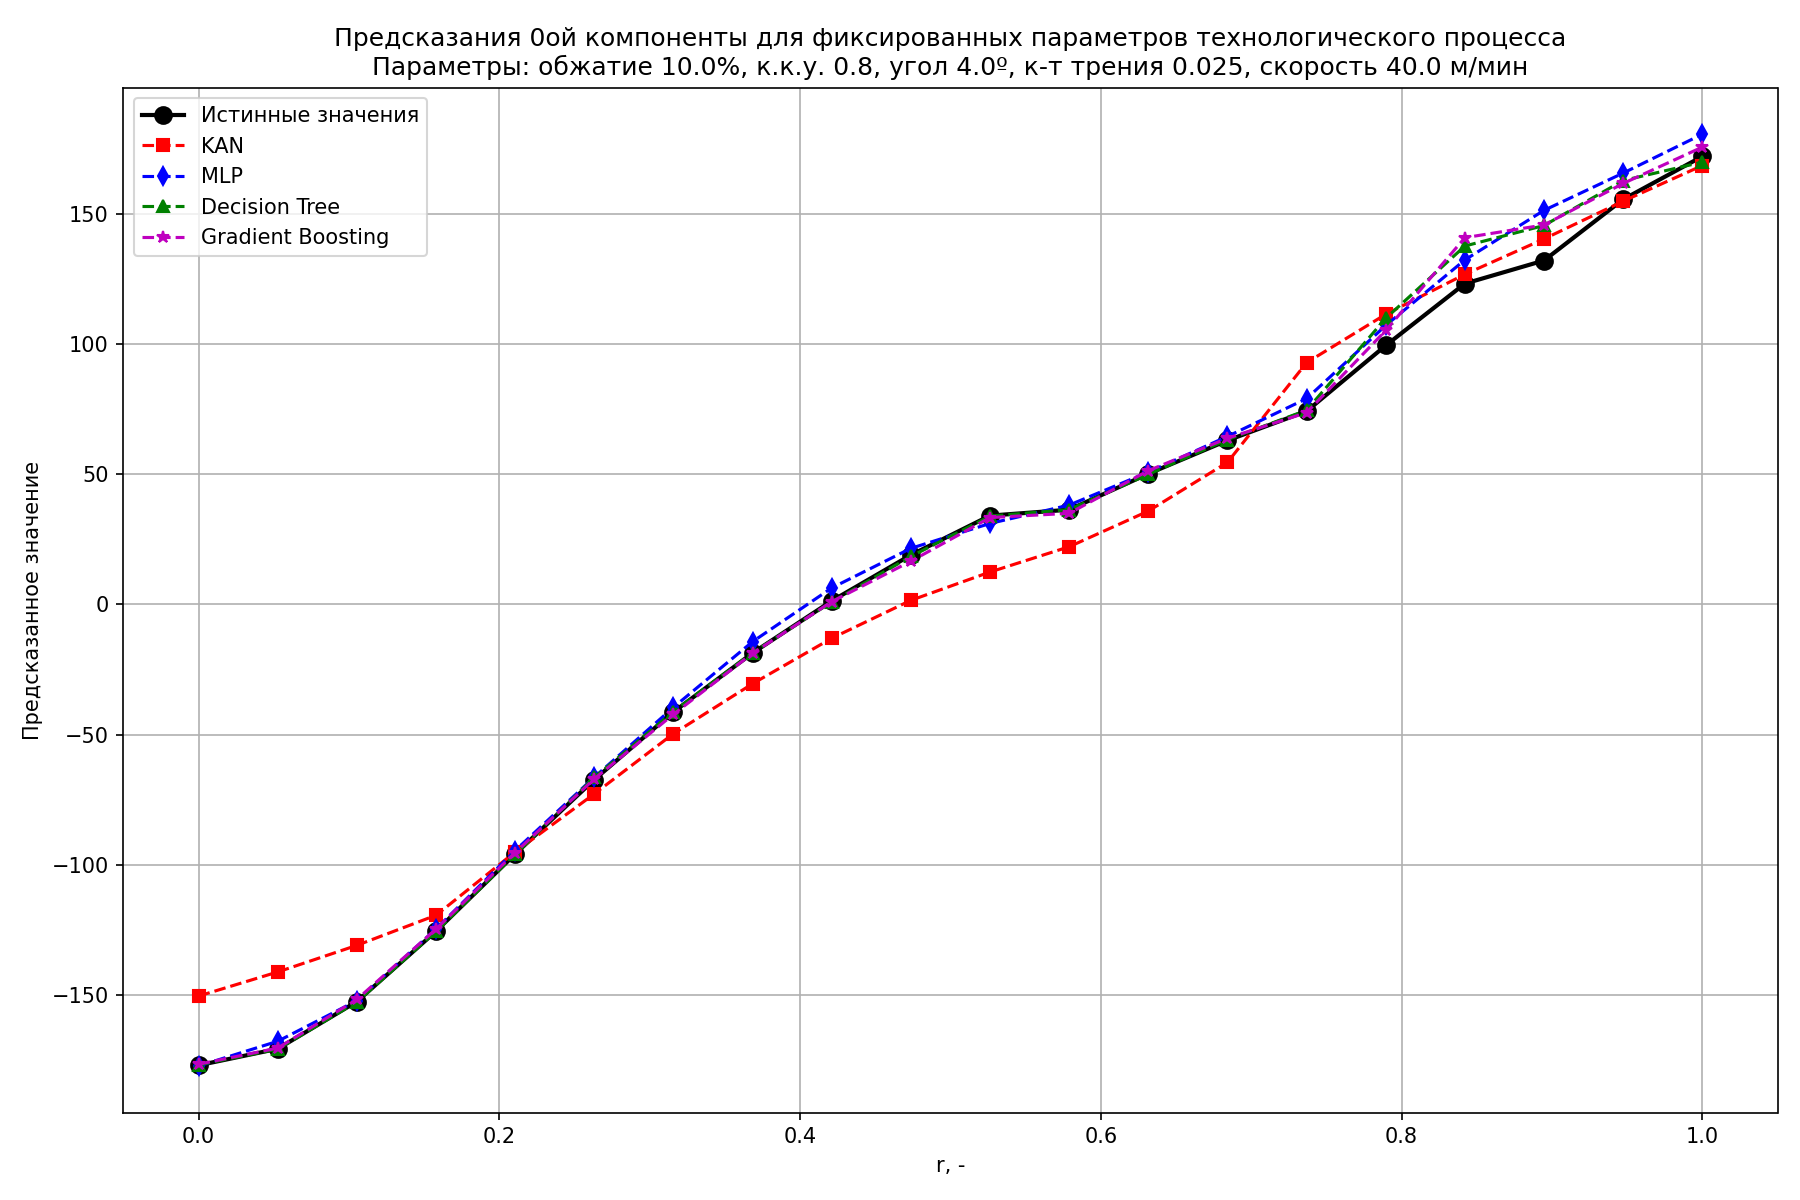 Предсказания 0ой компоненты для фиксированных параметров технологического процесса
Параметры: обжатие 10.0%, к.к.у. 0.8, угол 4.0º, к-т трения 0.025, скорость 40.0 м/мин
Истинные значения
KAN
MLP
Decision Tree
Gradient Boosting
Предсказанное значение
150
100
50
0
−50
−100
−150
0.0 0.2 0.4 0.6 0.8 1.0
r, -